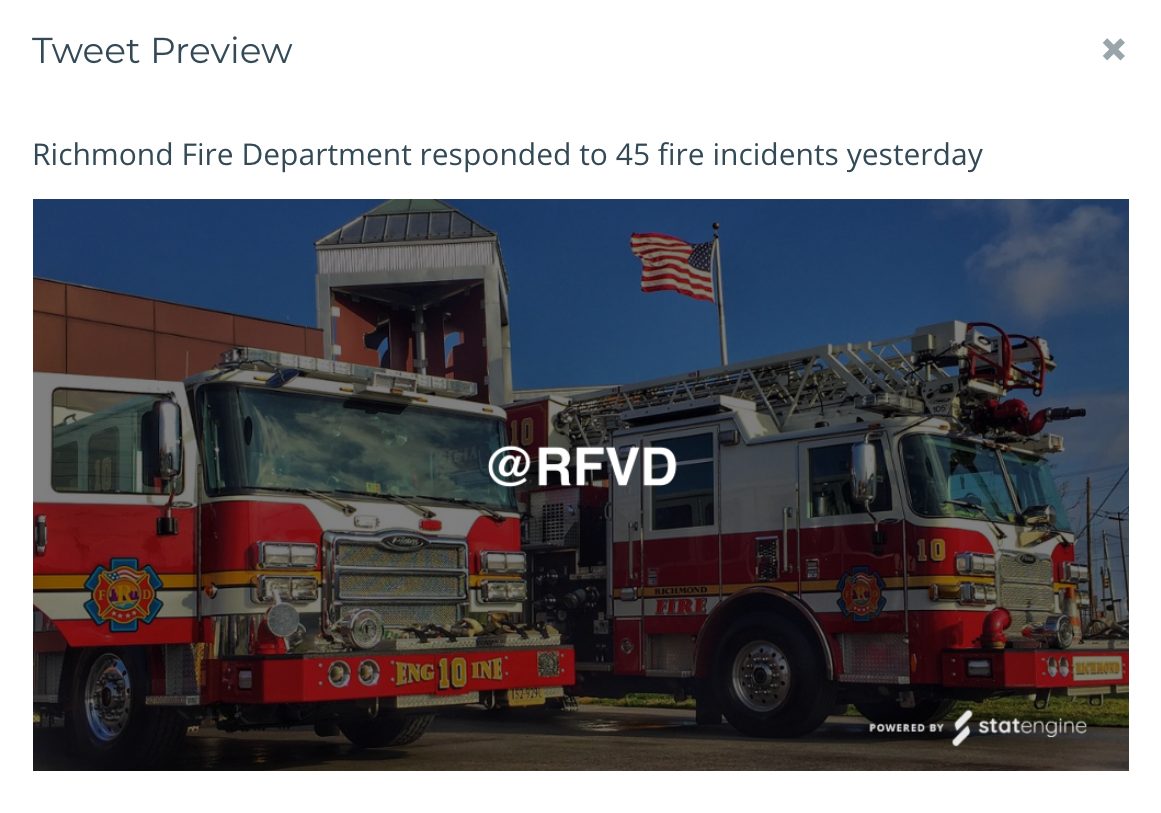 Tweet Preview
Richmond Fire Department responded to 45 fire incidents yesterday
10
@RFVD
10
RICHMOND
FIRE
F D
ENG 10 INE
RICHMOND
POWERED BY statengine